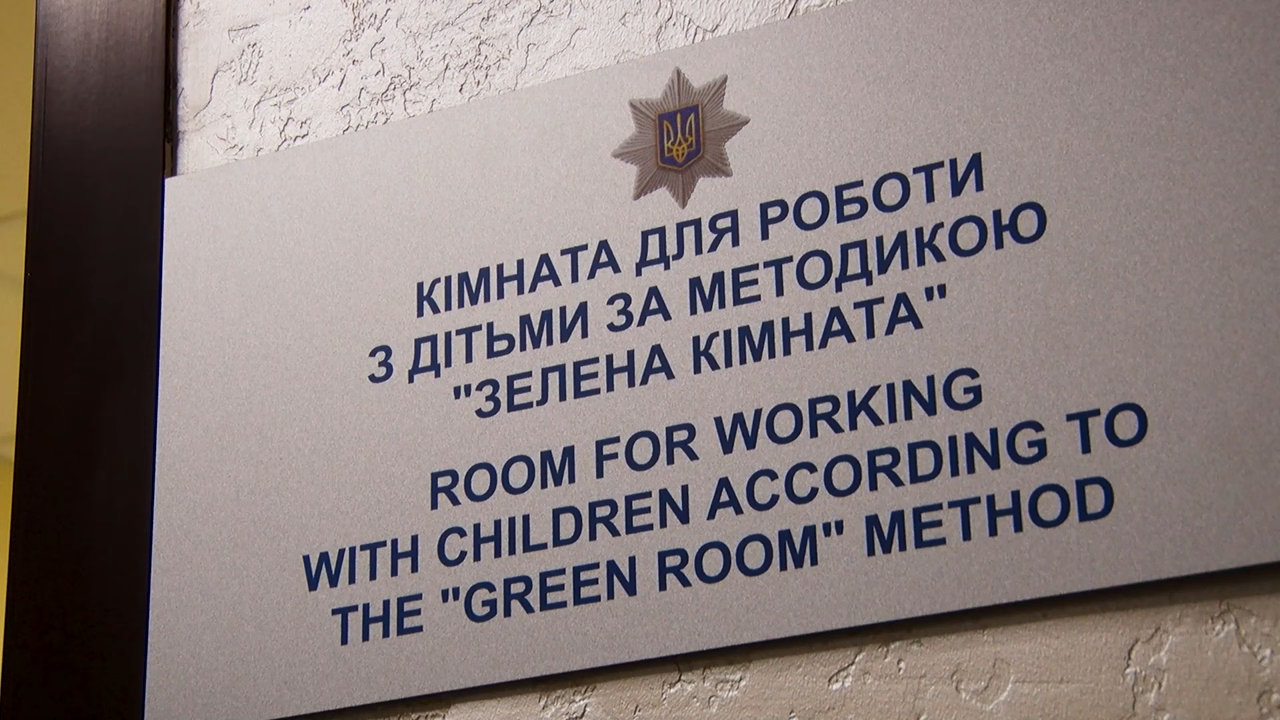 КІМНАТА ДЛЯ РОБОТИ
З ДІТЬМИ ЗА МЕТОДИКОЮ
"ЗЕЛЕНА КІМНАТА"
ROOM FOR WORKING
WITH CHILDREN ACCORDING TO
THE "GREEN ROOM" METHOD